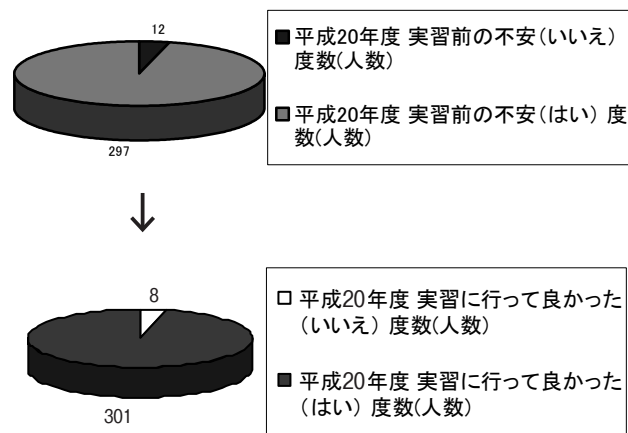 12
平成20年度 実習前の不安(いいえ)
度数(人数)
平成20年度 実習前の不安(はい) 度
数(人数)
297
8
平成20年度 実習に行って良かった
(いいえ) 度数(人数)
平成20年度 実習に行って良かった
(はい) 度数(人数)
301